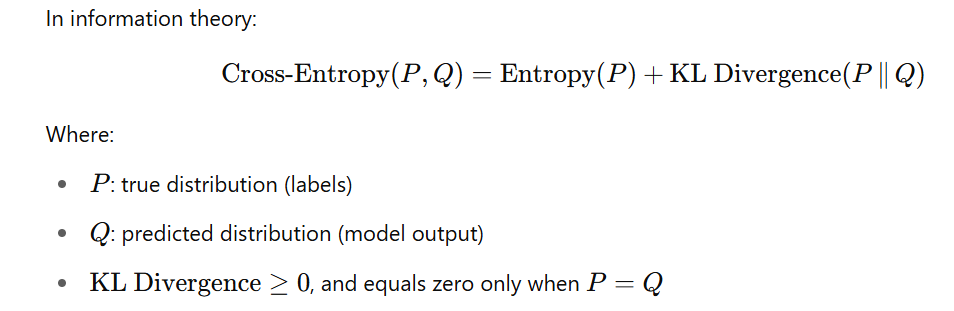 In information theory:
Cross-Entropy(P, Q) = Entropy(P) + KL Divergence(P ∥ Q)
Where:
• P: true distribution (labels)
• Q: predicted distribution (model output)
• KL Divergence ≥ 0, and equals zero only when P = Q